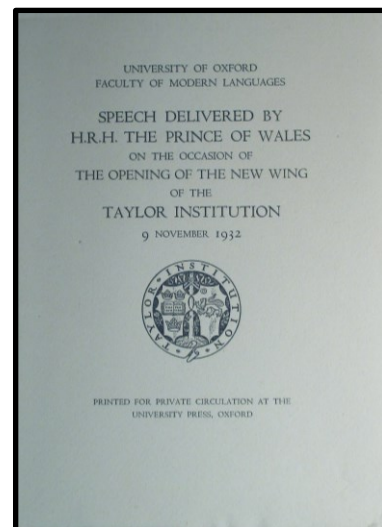 UNIVERSITY OF OXFORD
FACULTY OF MODERN LANGUAGES
SPEECH DELIVERED BY
H.R.H. THE PRINCE OF WALES
ON THE OCCASION OF
THE OPENING OF THE NEW WING
OF THE
TAYLOR INSTITUTION
9 NOVEMBER 1932
TAYLOR INSTITUTION
PRINTED FOR PRIVATE CIRCULATION AT THE
UNIVERSITY PRESS, OXFORD